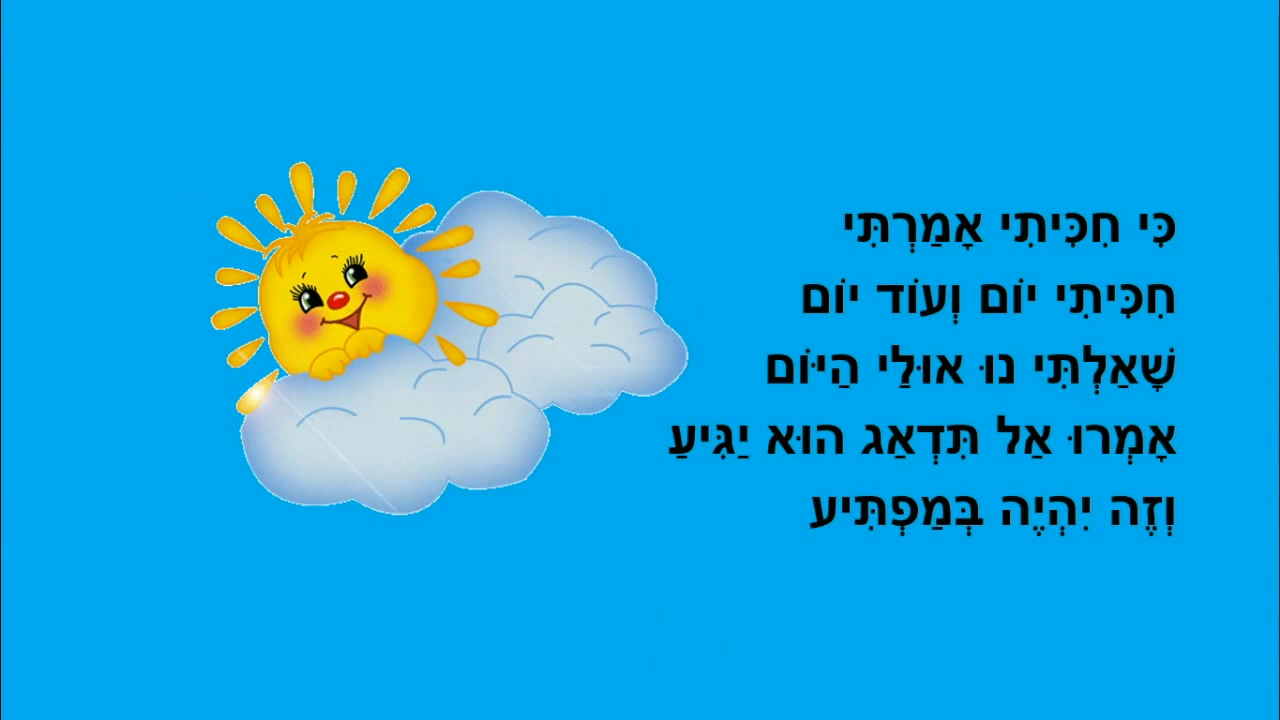 כִּי חִכִּיתִי אָמַרְתִּי
חִכִּיתִי יוֹם וְעוֹד יוֹם
שָׁאַלְתִּי נוּ אוּלַי הַיּוֹם
אָמְרוּ אַל תִּדְאַג הוּא יַגִּיעַ
וְזֶה יִהְיֶה בְּמַפְתִּיע